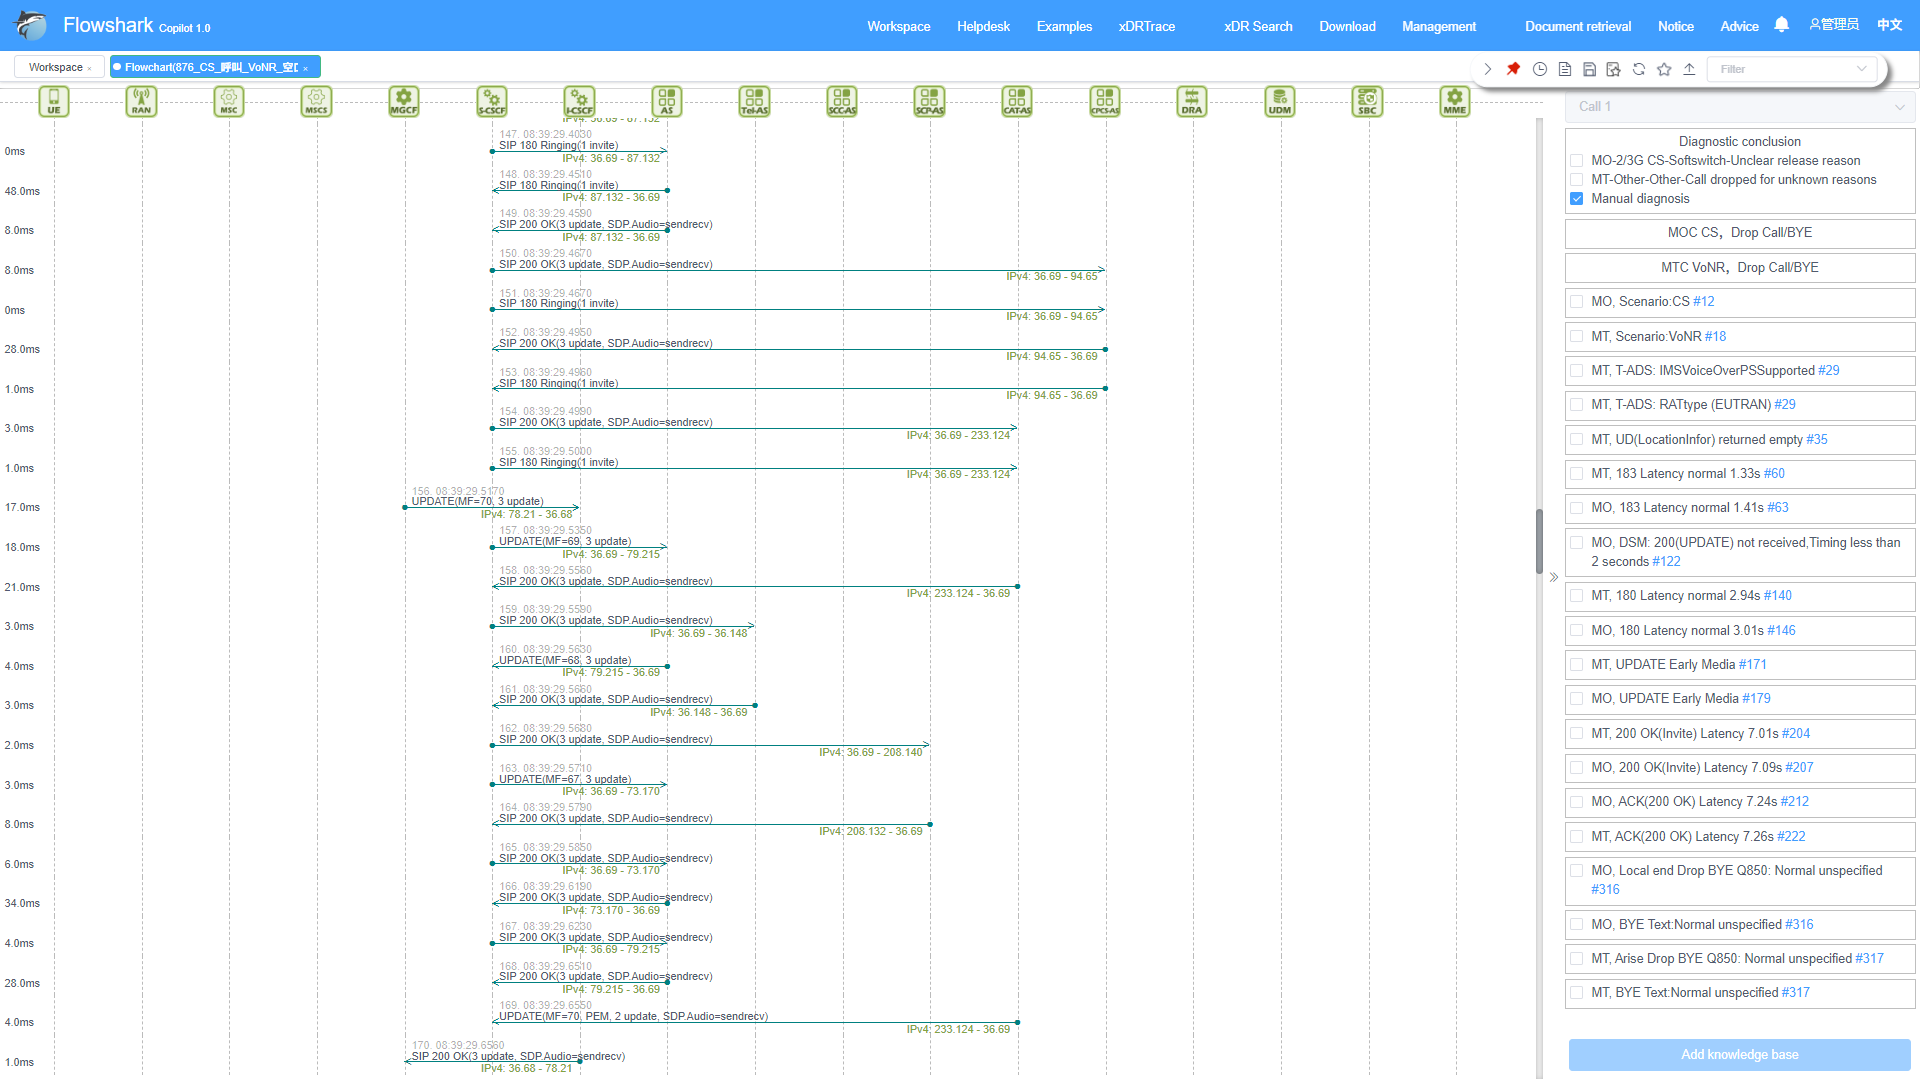 Flowshark Copilot 1.0
Workspace Helpdesk Examples xDRTrace xDR Search Download Management Document retrieval Notice Advice 管理员 中文
Workspace × Flowchart(876_CS_呼叫_VoNR_ ×
Filter
UE RAN MSC MSCS MGCF S-CSCF I-CSCF AS Tel-AS SCC-AS SCP-AS CAT-AS CPCS-AS DRA UDM SBC MME
IPv4: 36.69 - 87.132
147. 08:39:29.4030
0ms SIP 180 Ringing(1 invite)
IPv4: 36.69 - 87.132
148. 08:39:29.4510
48.0ms SIP 180 Ringing(1 invite)
IPv4: 87.132 - 36.69
149. 08:39:29.4590
8.0ms SIP 200 OK(3 update, SDP.Audio=sendrecv)
IPv4: 87.132 - 36.69
150. 08:39:29.4670
8.0ms SIP 200 OK(3 update, SDP.Audio=sendrecv)
IPv4: 36.69 - 94.65
151. 08:39:29.4670
0ms SIP 180 Ringing(1 invite)
IPv4: 36.69 - 94.65
152. 08:39:29.4950
28.0ms SIP 200 OK(3 update, SDP.Audio=sendrecv)
IPv4: 94.65 - 36.69
153. 08:39:29.4960
1.0ms SIP 180 Ringing(1 invite)
IPv4: 94.65 - 36.69
154. 08:39:29.4990
3.0ms SIP 200 OK(3 update, SDP.Audio=sendrecv)
IPv4: 36.69 - 233.124
155. 08:39:29.5000
1.0ms SIP 180 Ringing(1 invite)
IPv4: 36.69 - 233.124
156. 08:39:29.5170
17.0ms UPDATE(MF=70, 3 update)
IPv4: 78.21 - 36.68
157. 08:39:29.5350
18.0ms UPDATE(MF=69, 3 update)
IPv4: 36.69 - 79.215
158. 08:39:29.5560
21.0ms SIP 200 OK(3 update, SDP.Audio=sendrecv)
IPv4: 233.124 - 36.69
159. 08:39:29.5590
3.0ms SIP 200 OK(3 update, SDP.Audio=sendrecv)
IPv4: 36.69 - 36.148
160. 08:39:29.5630
4.0ms UPDATE(MF=68, 3 update)
IPv4: 79.215 - 36.69
161. 08:39:29.5660
3.0ms SIP 200 OK(3 update, SDP.Audio=sendrecv)
IPv4: 36.148 - 36.69
162. 08:39:29.5680
2.0ms SIP 200 OK(3 update, SDP.Audio=sendrecv)
IPv4: 36.69 - 208.140
163. 08:39:29.5710
3.0ms UPDATE(MF=67, 3 update)
IPv4: 36.69 - 73.170
164. 08:39:29.5790
8.0ms SIP 200 OK(3 update, SDP.Audio=sendrecv)
IPv4: 208.132 - 36.69
165. 08:39:29.5850
6.0ms SIP 200 OK(3 update, SDP.Audio=sendrecv)
IPv4: 36.69 - 73.170
166. 08:39:29.6190
34.0ms SIP 200 OK(3 update, SDP.Audio=sendrecv)
IPv4: 73.170 - 36.69
167. 08:39:29.6230
4.0ms SIP 200 OK(3 update, SDP.Audio=sendrecv)
IPv4: 36.69 - 79.215
168. 08:39:29.6510
28.0ms SIP 200 OK(3 update, SDP.Audio=sendrecv)
IPv4: 79.215 - 36.69
169. 08:39:29.6550
4.0ms UPDATE(MF=70, PEM, 2 update, SDP.Audio=sendrecv)
IPv4: 233.124 - 36.69
170. 08:39:29.6560
1.0ms SIP 200 OK(3 update, SDP.Audio=sendrecv)
IPv4: 36.68 - 78.21
Call 1
Diagnostic conclusion
MO-2/3G CS-Softswitch-Unclear release reason
MT-Other-Other-Call dropped for unknown reasons
Manual diagnosis
MOC CS，Drop Call/BYE
MTC VoNR，Drop Call/BYE
MO, Scenario:CS #12
MT, Scenario:VoNR #18
MT, T-ADS: IMSVoiceOverPSSupported #29
MT, T-ADS: RATtype (EUTRAN) #29
MT, UD(LocationInfor) returned empty #35
MT, 183 Latency normal 1.33s #60
MO, 183 Latency normal 1.41s #63
MO, DSM: 200(UPDATE) not received,Timing less than
2 seconds #122
MT, 180 Latency normal 2.94s #140
MO, 180 Latency normal 3.01s #146
MT, UPDATE Early Media #171
MO, UPDATE Early Media #179
MT, 200 OK(Invite) Latency 7.01s #204
MO, 200 OK(Invite) Latency 7.09s #207
MO, ACK(200 OK) Latency 7.24s #212
MT, ACK(200 OK) Latency 7.26s #222
MO, Local end Drop BYE Q850: Normal unspecified
#316
MO, BYE Text:Normal unspecified #316
MT, Arise Drop BYE Q850: Normal unspecified #317
MT, BYE Text:Normal unspecified #317
Add knowledge base